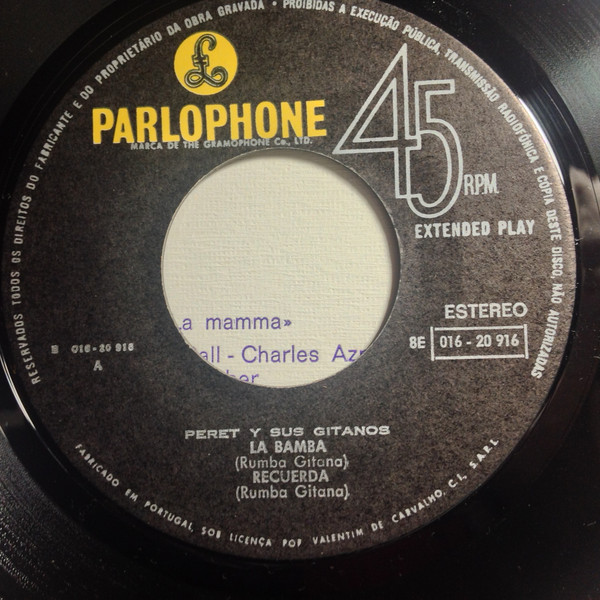 RESERVADOS TODOS OS DIREITOS DO FABRICANTE E DO PROPRIETÁRIO DA OBRA GRAVADA • PROIBIDAS A EXECUÇÃO PÚBLICA, TRANSMISSÃO RADIOFÓNICA E CÓPIA DESTE DISCO, NÃO AUTORIZADAS
£
PARLOPHONE
MARCA DE THE GRAMOPHONE Co., LTD.
45 RPM
EXTENDED PLAY
ESTEREO
8E 016-20 916
016-20 916
A
a mamma»
all - Charles Az
her
PERET Y SUS GITANOS
LA BAMBA
(Rumba Gitana)
RECUERDA
(Rumba Gitana)
FABRICADO EM PORTUGAL, SOB LICENÇA POR VALENTIM DE CARVALHO, C.I., S.A.R.L